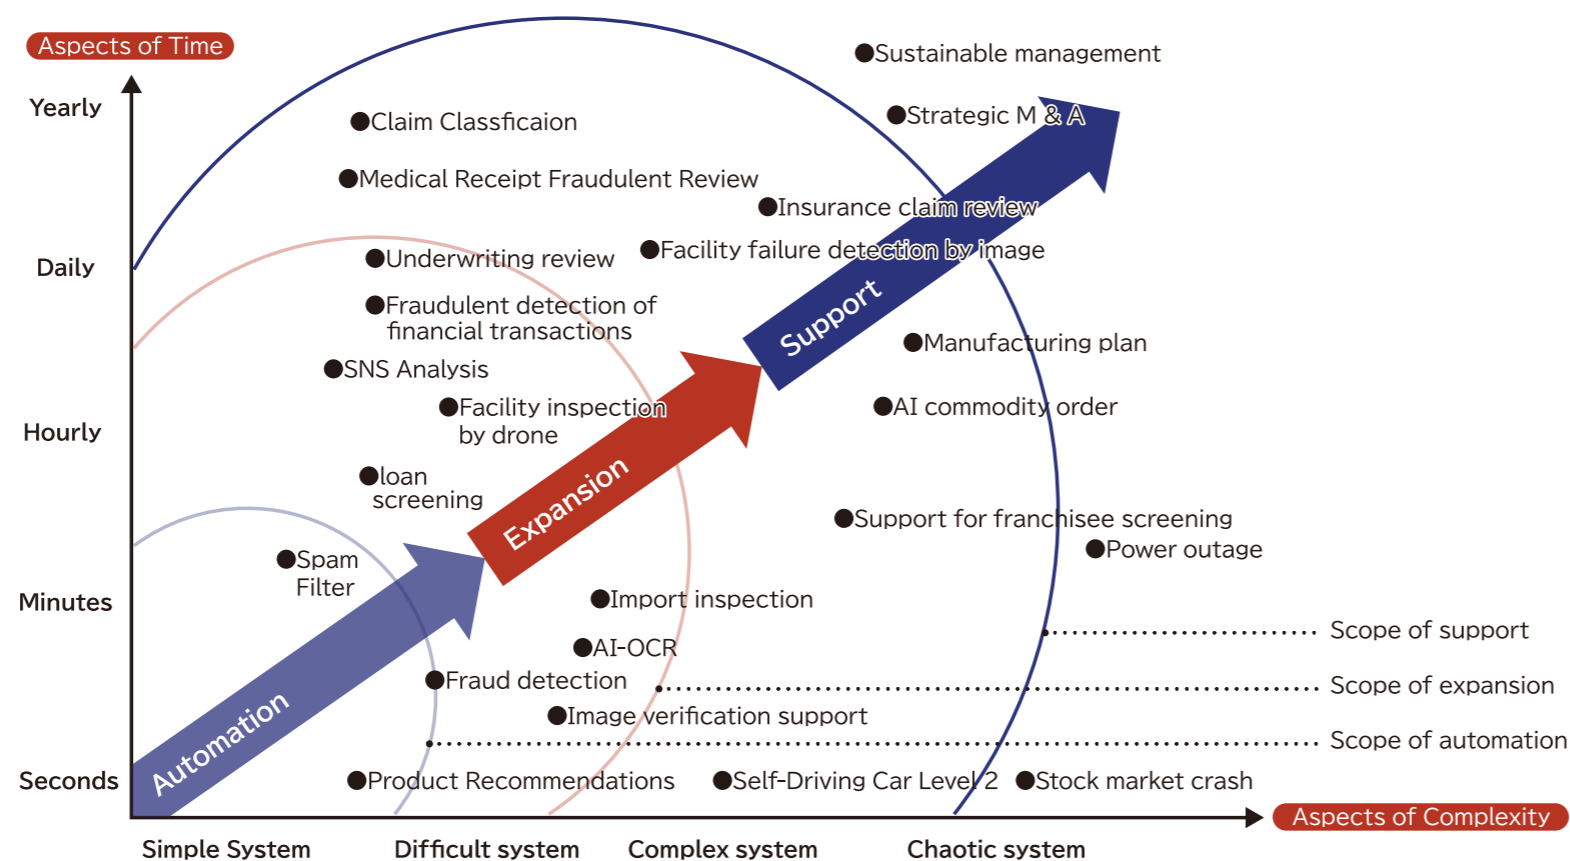 Aspects of Time
Sustainable management
Yearly
Strategic M & A
Claim Classficaion
Medical Receipt Fraudulent Review
Insurance claim review
Facility failure detection by image
Daily
Underwriting review
Fraudulent detection of
financial transactions
Support
Manufacturing plan
SNS Analysis
AI commodity order
Facility inspection
by drone
Hourly
loan
screening
Expansion
Support for franchisee screening
Power outage
Spam
Filter
Minutes
Import inspection
Scope of support
AI-OCR
Fraud detection
Scope of expansion
Image verification support
Automation
Scope of automation
Seconds
Product Recommendations
Self-Driving Car Level 2
Stock market crash
Aspects of Complexity
Simple System
Difficult system
Complex system
Chaotic system